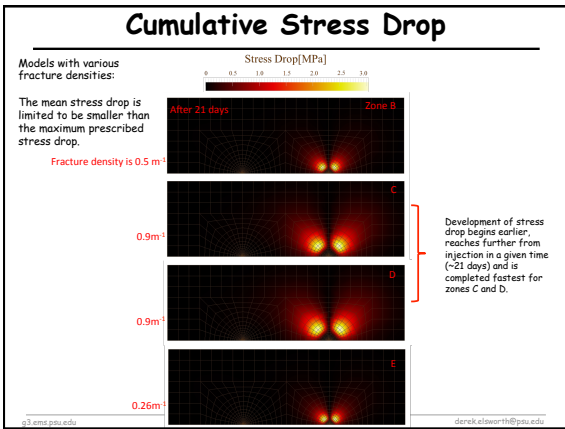 Cumulative Stress Drop
Models with various
fracture densities:
The mean stress drop is
limited to be smaller than
the maximum prescribed
stress drop.
Stress Drop[MPa]
0 0.5 1.0 1.5 2.0 2.5 3.0
After 21 days
Zone B
Fracture density is 0.5 m-1
C
0.9m-1
D
0.9m-1
E
0.26m-1
Development of stress
drop begins earlier,
reaches further from
injection in a given time
(~21 days) and is
completed fastest for
zones C and D.
g3.ems.psu.edu
derek.elsworth@psu.edu